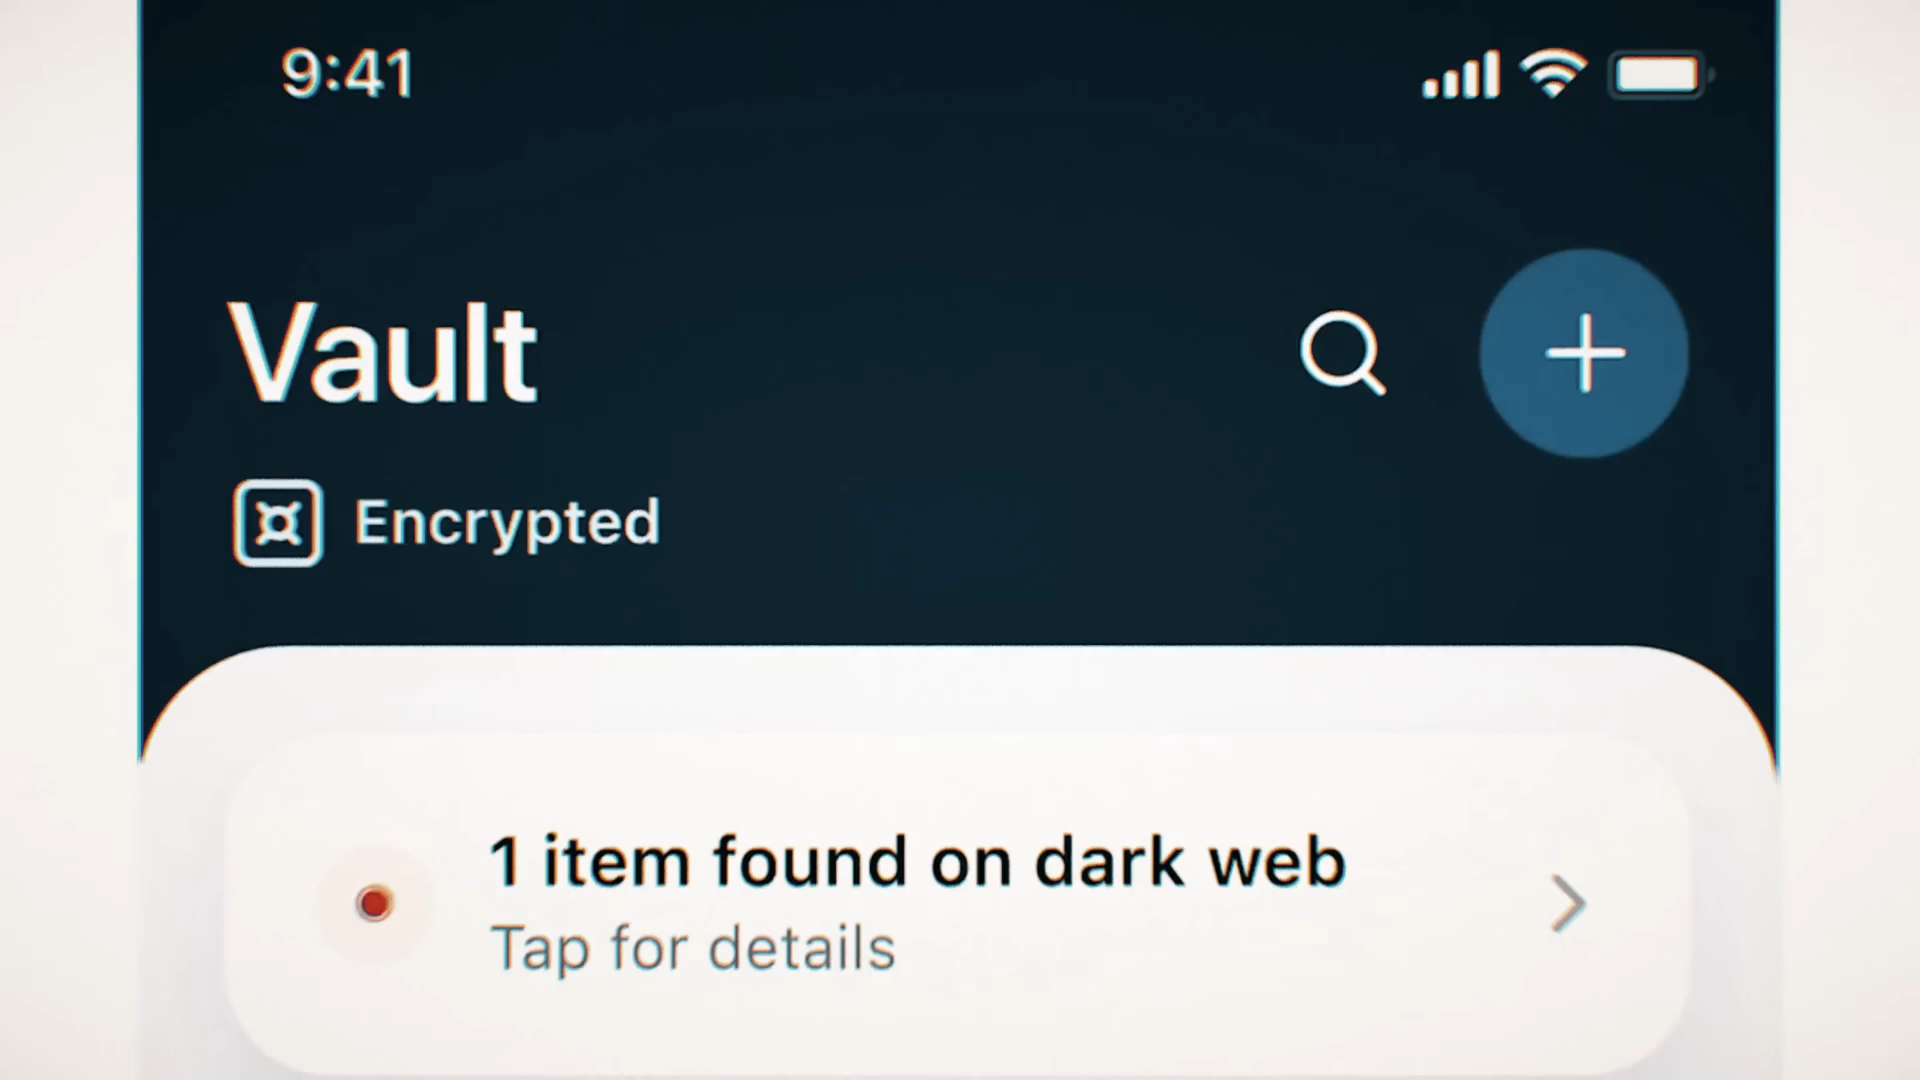 9:41
Vault
Encrypted
1 item found on dark web
Tap for details